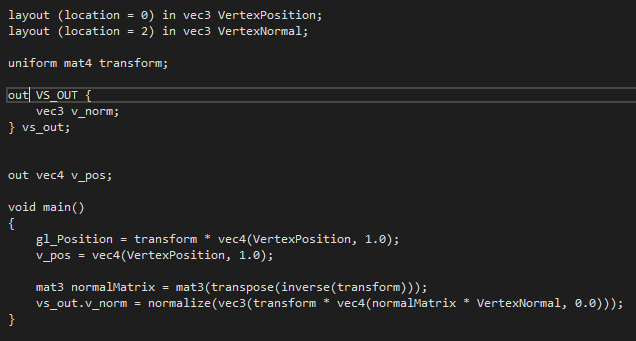 layout (location = 0) in vec3 VertexPosition;
layout (location = 2) in vec3 VertexNormal;
uniform mat4 transform;
out VS_OUT {
    vec3 v_norm;
} vs_out;
out vec4 v_pos;
void main()
{
    gl_Position = transform * vec4(VertexPosition, 1.0);
    v_pos = vec4(VertexPosition, 1.0);
    mat3 normalMatrix = mat3(transpose(inverse(transform)));
    vs_out.v_norm = normalize(vec3(transform * vec4(normalMatrix * VertexNormal, 0.0)));
}